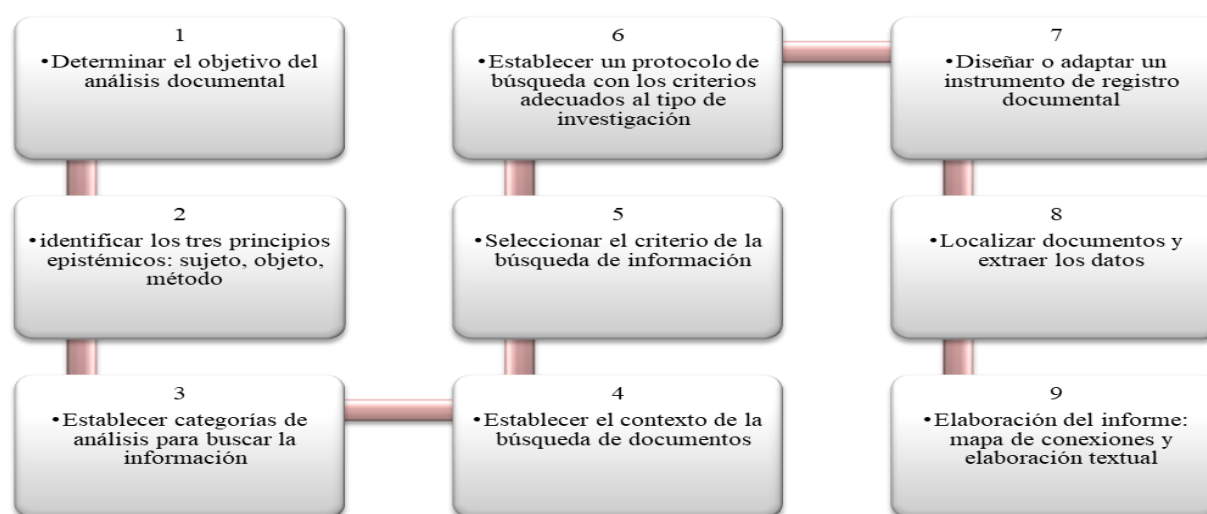 1
•Determinar el objetivo del
análisis documental
2
•identificar los tres principios
epistémicos: sujeto, objeto,
método
3
•Establecer categorías de
análisis para buscar la
información
4
•Establecer el contexto de la
búsqueda de documentos
5
•Seleccionar el criterio de la
búsqueda de información
6
•Establecer un protocolo de
búsqueda con los criterios
adecuados al tipo de
investigación
7
•Diseñar o adaptar un
instrumento de registro
documental
8
•Localizar documentos y
extraer los datos
9
•Elaboración del informe:
mapa de conexiones y
elaboración textual